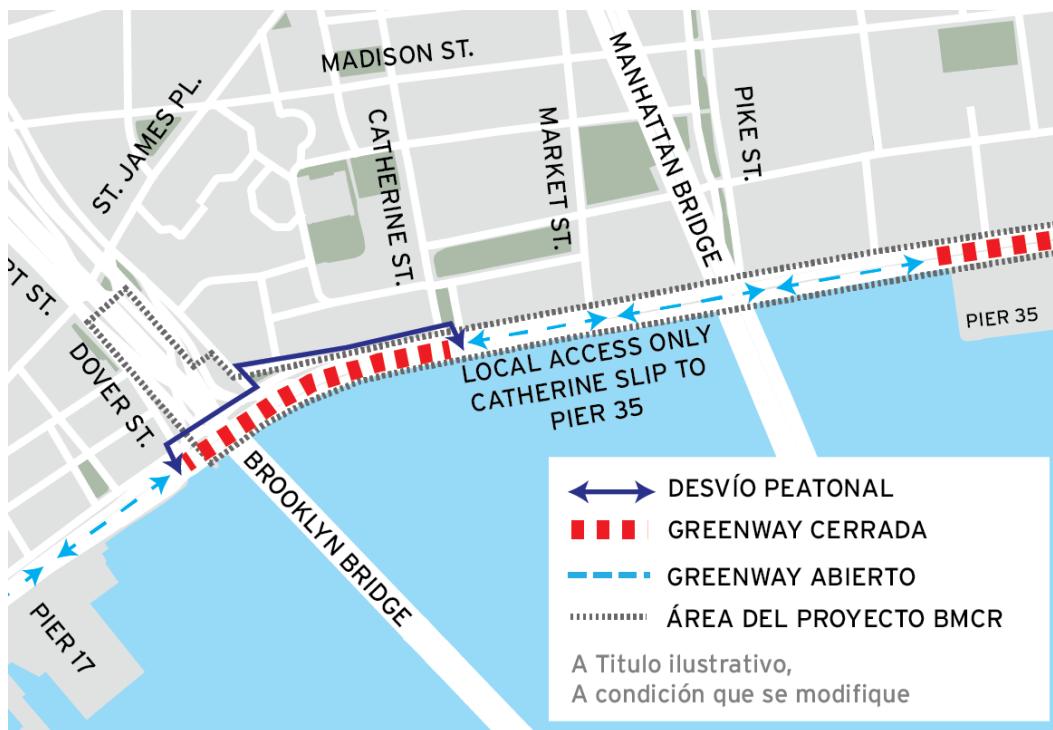 MADISON ST.
ST. JAMES PL.
CATHERINE ST.
MARKET ST.
MANHATTAN BRIDGE
PIKE ST.
PT ST.
DOVER ST.
PIER 35
LOCAL ACCESS ONLY
CATHERINE SLIP TO
PIER 35
BROOKLYN BRIDGE
PIER 17
DESVÍO PEATONAL
GREENWAY CERRADA
GREENWAY ABIERTO
ÁREA DEL PROYECTO BMCR
A Titulo ilustrativo,
A condición que se modifique